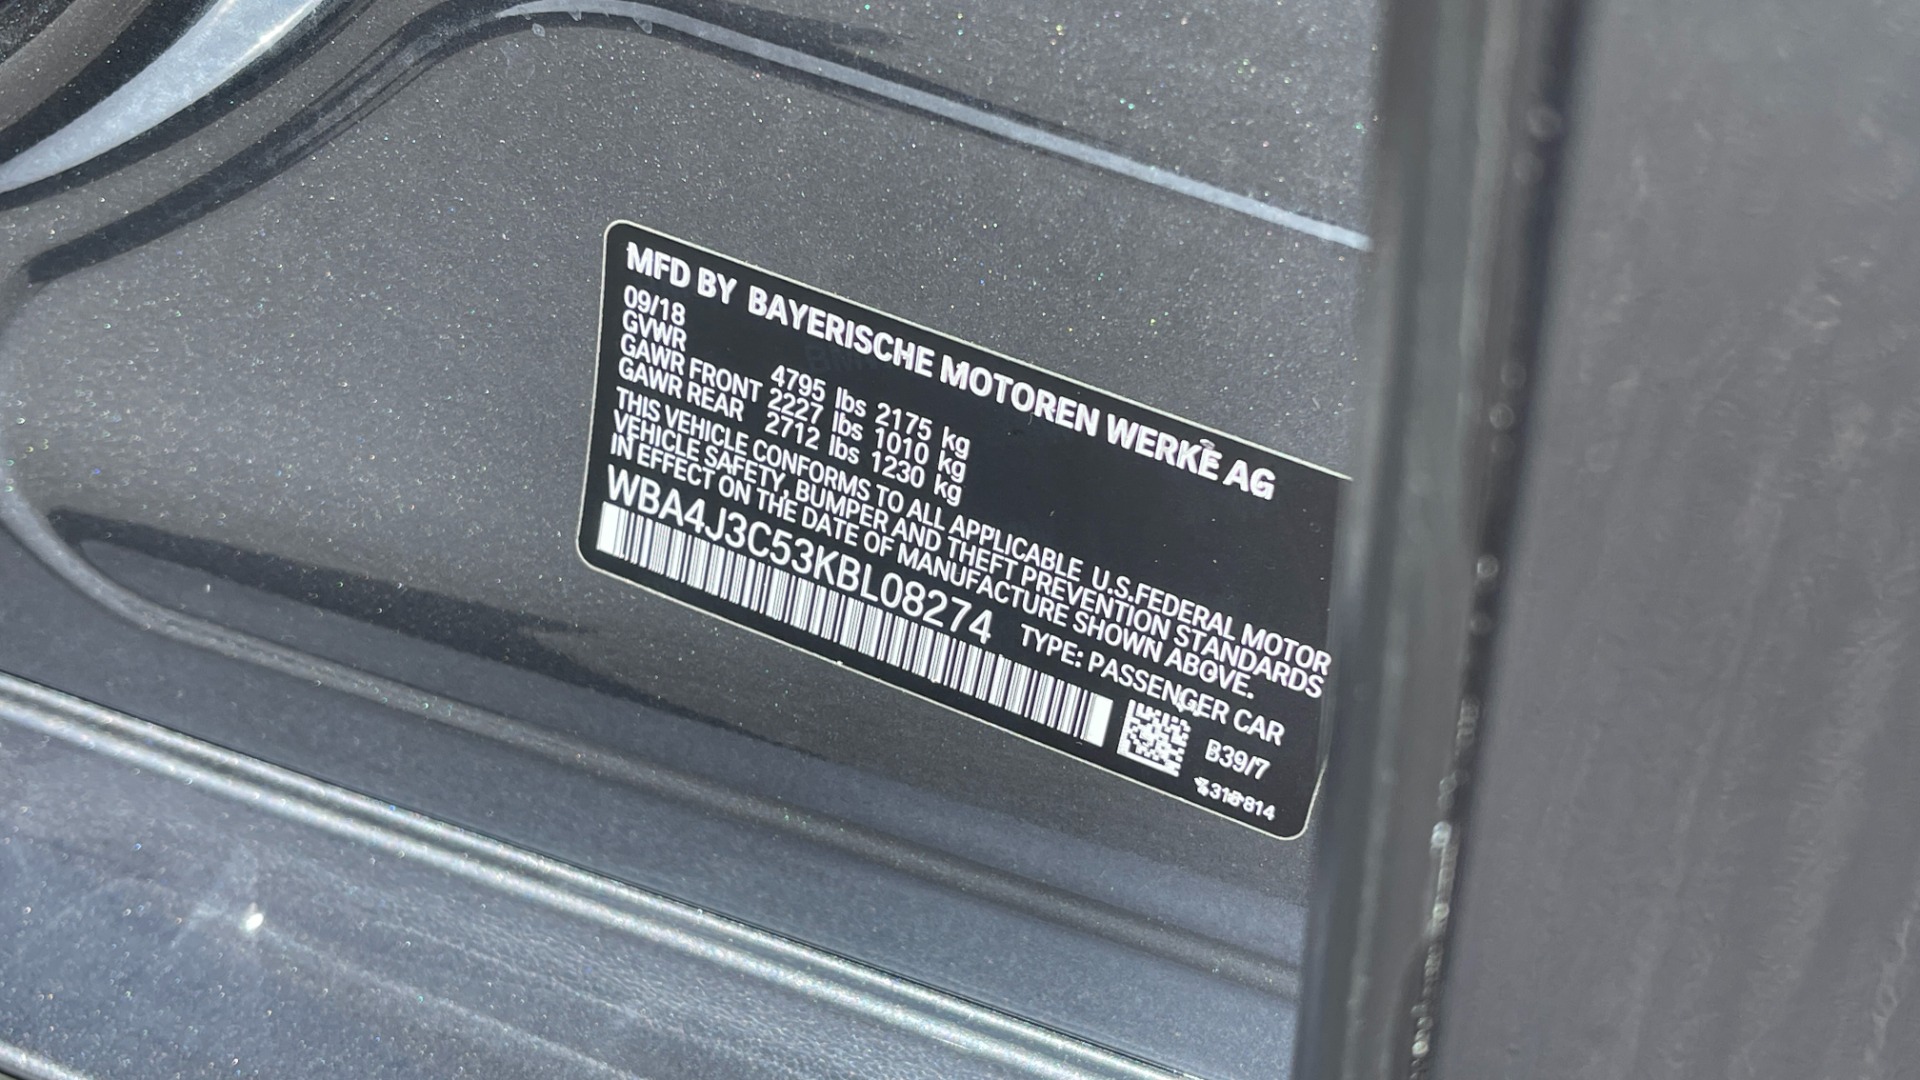 MFD BY BAYERISCHE MOTOREN WERKE AG
09/18
GVWR 4795 lbs 2175 kg
GAWR FRONT 2227 lbs 1010 kg
GAWR REAR 2712 lbs 1230 kg
THIS VEHICLE CONFORMS TO ALL APPLICABLE U.S.FEDERAL MOTOR
VEHICLE SAFETY, BUMPER AND THEFT PREVENTION STANDARDS
IN EFFECT ON THE DATE OF MANUFACTURE SHOWN ABOVE.
WBA4J3C53KBL08274 TYPE: PASSENGER CAR
B39/7